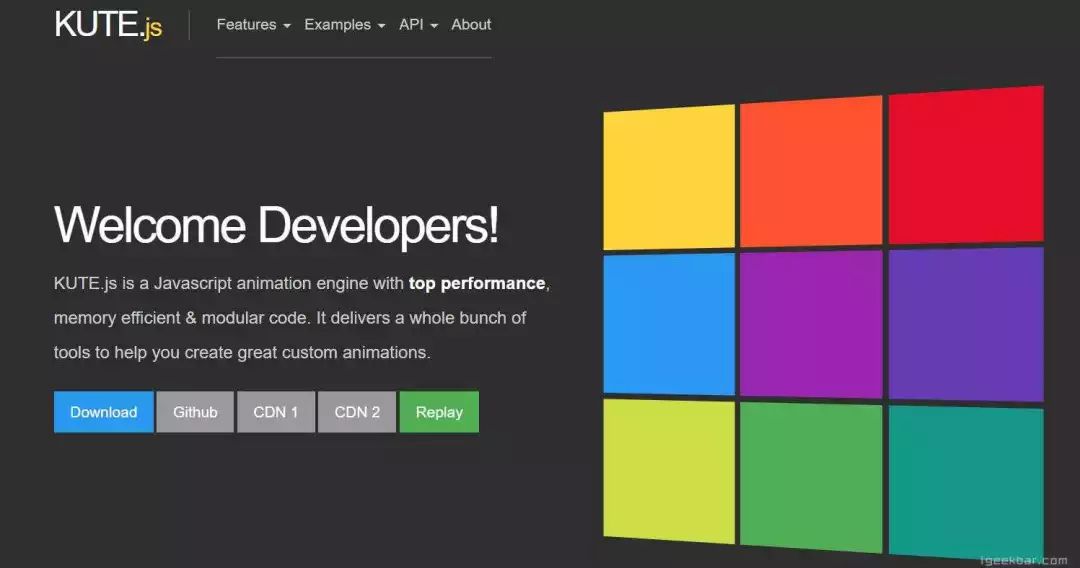 KUTE.js
Features Examples API About
Welcome Developers!
KUTE.js is a Javascript animation engine with top performance,
memory efficient & modular code. It delivers a whole bunch of
tools to help you create great custom animations.
Download Github CDN 1 CDN 2 Replay
igeekbar.com